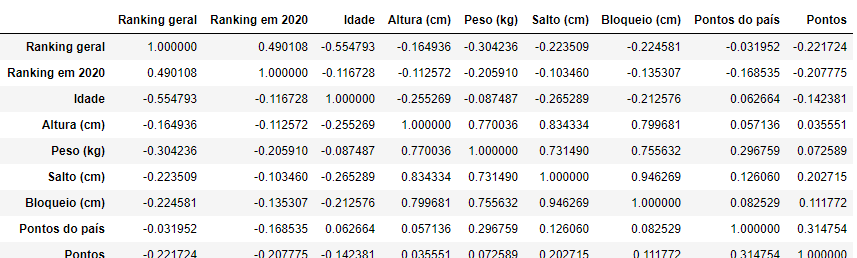 Ranking geral Ranking em 2020 Idade Altura (cm) Peso (kg) Salto (cm) Bloqueio (cm) Pontos do país Pontos
Ranking geral 1.000000 0.490108 -0.554793 -0.164936 -0.304236 -0.223509 -0.224581 -0.031952 -0.221724
Ranking em 2020 0.490108 1.000000 -0.116728 -0.112572 -0.205910 -0.103460 -0.135307 -0.168535 -0.207775
Idade -0.554793 -0.116728 1.000000 -0.255269 -0.087487 -0.265289 -0.212576 0.062664 -0.142381
Altura (cm) -0.164936 -0.112572 -0.255269 1.000000 0.770036 0.834334 0.799681 0.057136 0.035551
Peso (kg) -0.304236 -0.205910 -0.087487 0.770036 1.000000 0.731490 0.755632 0.296759 0.072589
Salto (cm) -0.223509 -0.103460 -0.265289 0.834334 0.731490 1.000000 0.946269 0.126060 0.202715
Bloqueio (cm) -0.224581 -0.135307 -0.212576 0.799681 0.755632 0.946269 1.000000 0.082529 0.111772
Pontos do país -0.031952 -0.168535 0.062664 0.057136 0.296759 0.126060 0.082529 1.000000 0.314754
Pontos -0.221724 -0.207775 -0.142381 0.035551 0.072589 0.202715 0.111772 0.314754 1.000000